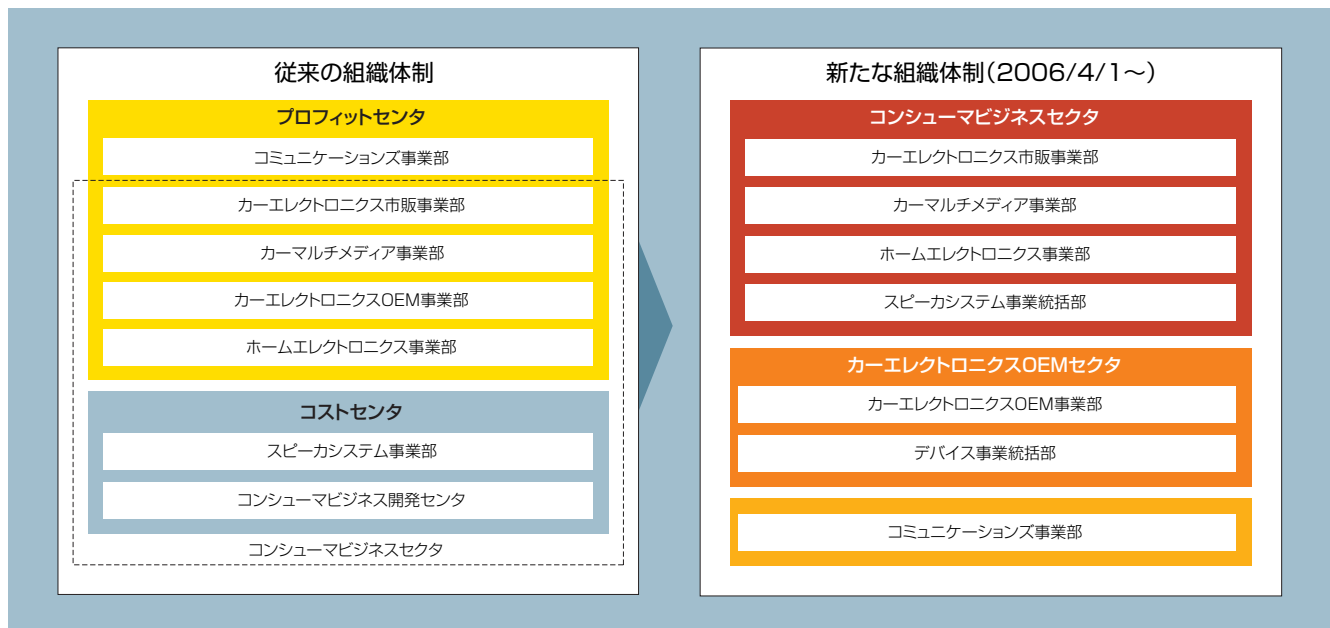 従来の組織体制
プロフィットセンタ
コミュニケーションズ事業部
カーエレクトロニクス市販事業部
カーマルチメディア事業部
カーエレクトロニクスOEM事業部
ホームエレクトロニクス事業部
コストセンタ
スピーカシステム事業部
コンシューマビジネス開発センタ
コンシューマビジネスセクタ
新たな組織体制(2006/4/1〜)
コンシューマビジネスセクタ
カーエレクトロニクス市販事業部
カーマルチメディア事業部
ホームエレクトロニクス事業部
スピーカシステム事業統括部
カーエレクトロニクスOEMセクタ
カーエレクトロニクスOEM事業部
デバイス事業統括部
コミュニケーションズ事業部